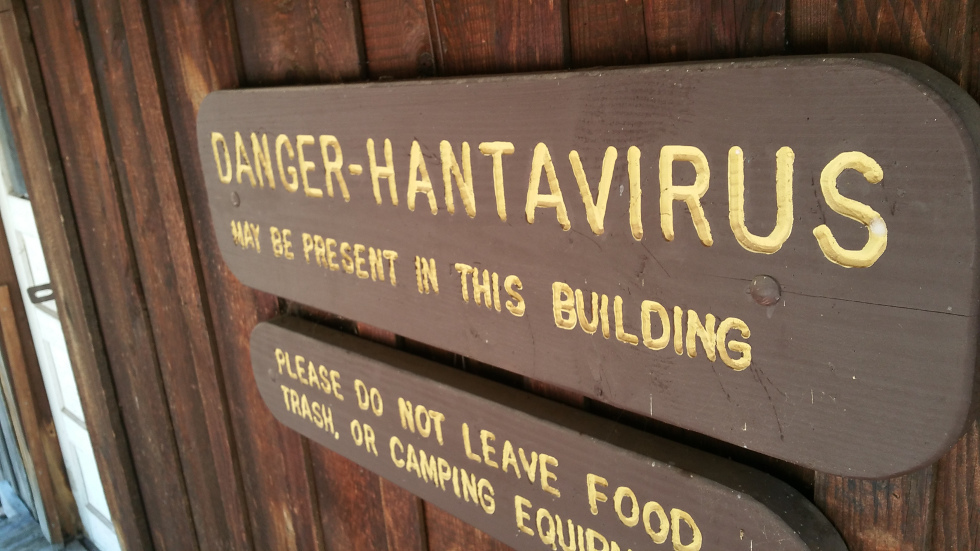 DANGER-HANTAVIRUS
MAY BE PRESENT IN THIS BUILDING
PLEASE DO NOT LEAVE FOOD
TRASH, OR CAMPING